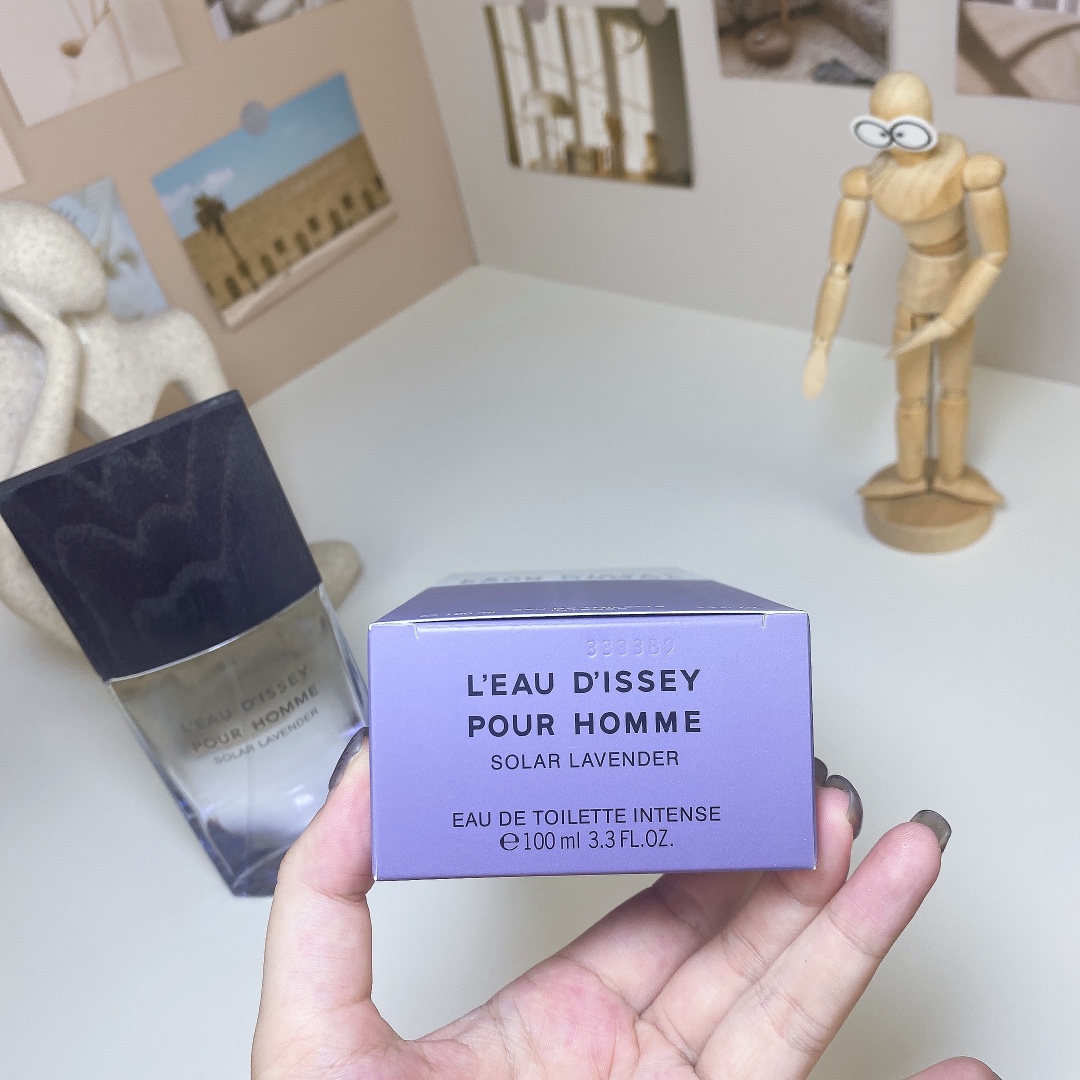 L'EAU D'ISSEY
POUR HOMME
SOLAR LAVENDER
3333B9
L'EAU D'ISSEY
POUR HOMME
SOLAR LAVENDER
EAU DE TOILETTE INTENSE
℮100 ml 3.3 FL.OZ.